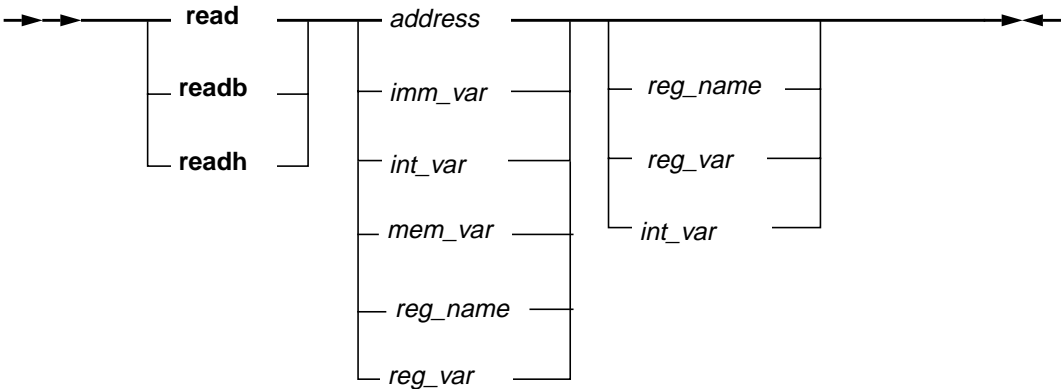 read address
readb imm_var reg_name
readh int_var reg_var
mem_var int_var
reg_name
reg_var